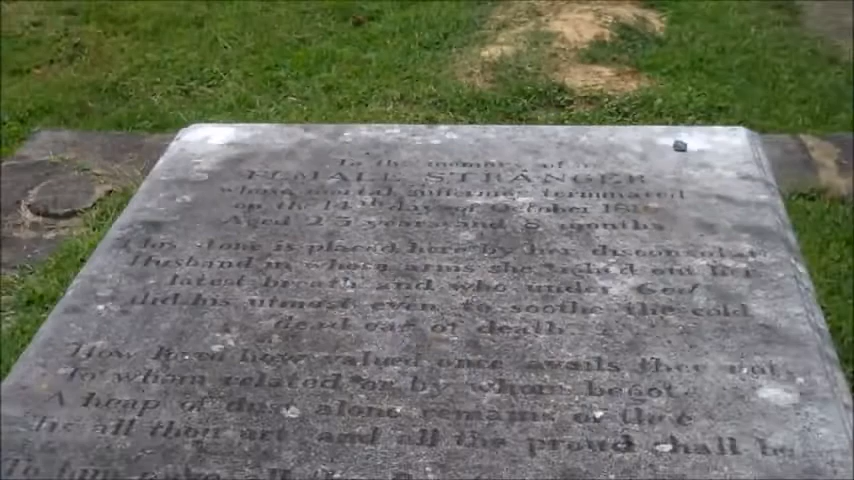 To the memory of a
FEMALE STRANGER
whose mortal sufferings terminated
on the 14th day of October 1816
Aged 23 years and 8 months
This stone is placed here by her disconsolate
Husband in whose arms she sighed out her
latest breath and who under God
did his utmost even to soothe the cold
dead ear of death
How loved how valued once avails thee not
To whom related or by whom begot
A heap of dust alone remains of thee
Tis all thou art and all the proud shall be
To him